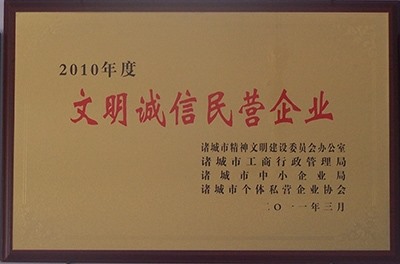 2010年度
文明诚信民营企业
诸城市精神文明建设委员会办公室
诸城市工商行政管理局
诸城市中小企业局
诸城市个体私营企业协会
二〇一一年三月